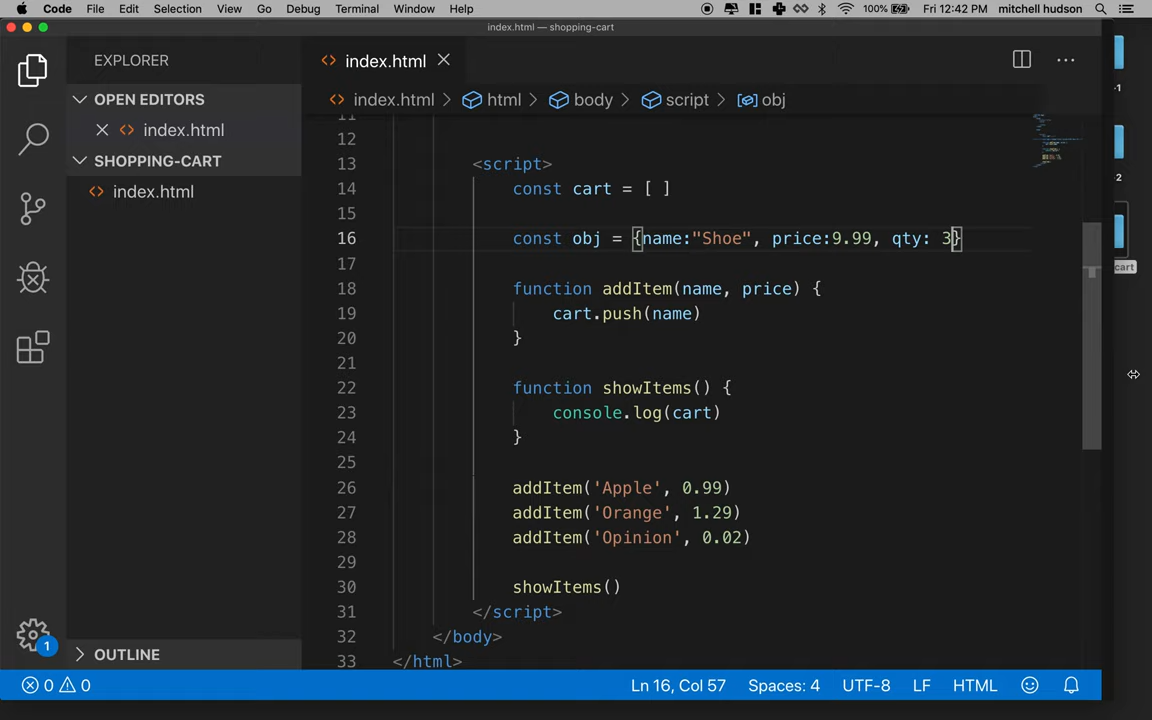 Code File Edit Selection View Go Debug Terminal Window Help 100% Fri 12:42 PM mitchell hudson
index.html — shopping-cart
EXPLORER
OPEN EDITORS
index.html
SHOPPING-CART
index.html
OUTLINE
1
index.html
index.html > html > body > script > obj
11
12
13 <script>
14 const cart = [ ]
15
16 const obj = {name:"Shoe", price:9.99, qty: 3}
17
18 function addItem(name, price) {
19 cart.push(name)
20 }
21
22 function showItems() {
23 console.log(cart)
24 }
25
26 addItem('Apple', 0.99)
27 addItem('Orange', 1.29)
28 addItem('Opinion', 0.02)
29
30 showItems()
31 </script>
32 </body>
33 </html>
-1
2
cart
0 0 Ln 16, Col 57 Spaces: 4 UTF-8 LF HTML